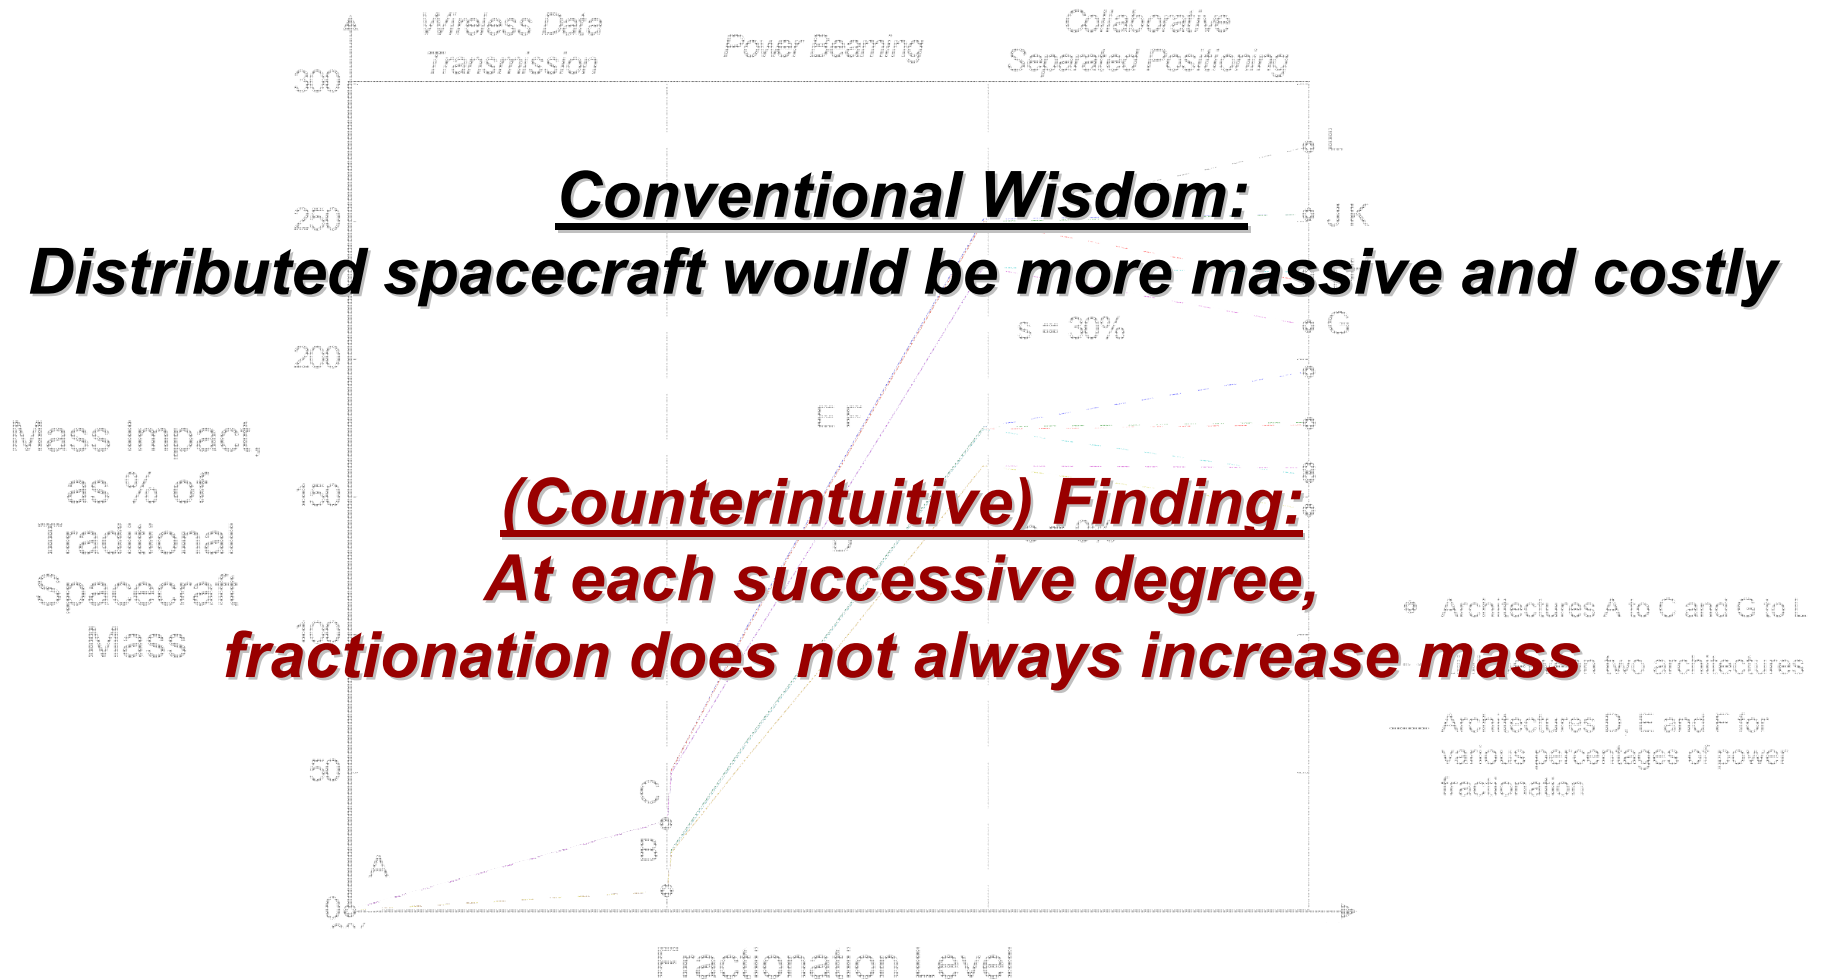 Wireless Data
Transmission
Power Beaming
Collaborative
Separated Positioning
300
L
Conventional Wisdom:
250
J K
Distributed spacecraft would be more massive and costly
s = 30%
G
200
E F
Mass Impact,
as % of
Traditional
Spacecraft
Mass
150
(Counterintuitive) Finding:
D
At each successive degree,
100
fractionation does not always increase mass
Architectures A to C and G to L
two architectures
Architectures D, E and F for
various percentages of power
fractionation
50
C
B
A
0
Fractionation Level